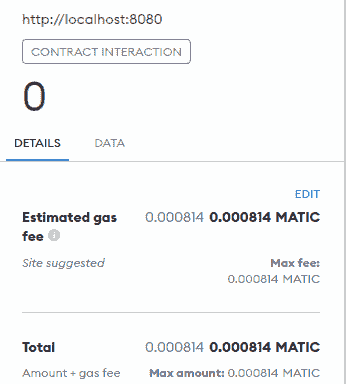 http://localhost:8080
CONTRACT INTERACTION
0
DETAILS DATA
EDIT
Estimated gas fee 0.000814 0.000814 MATIC
Site suggested Max fee:
0.000814 MATIC
Total 0.000814 0.000814 MATIC
Amount + gas fee Max amount: 0.000814 MATIC